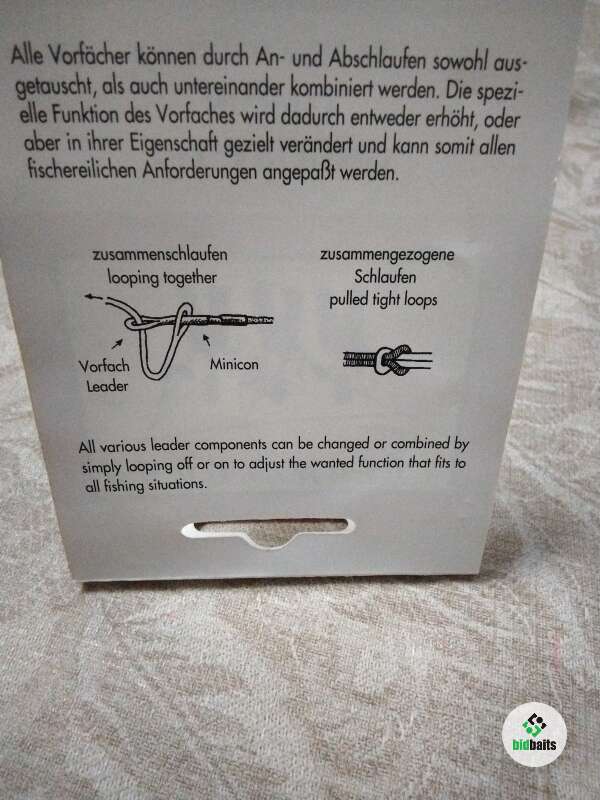 Alle Vorfächer können durch An- und Abschlaufen sowohl aus-
getauscht, als auch untereinander kombiniert werden. Die spezi-
elle Funktion des Vorfaches wird dadurch entweder erhöht, oder
aber in ihrer Eigenschaft gezielt verändert und kann somit allen
fischereilichen Anforderungen angepaßt werden.
zusammenschlaufen
looping together
Vorfach
Leader
Minicon
zusammengezogene
Schlaufen
pulled tight loops
All various leader components can be changed or combined by
simply looping off or on to adjust the wanted function that fits to
all fishing situations.
bidbaits